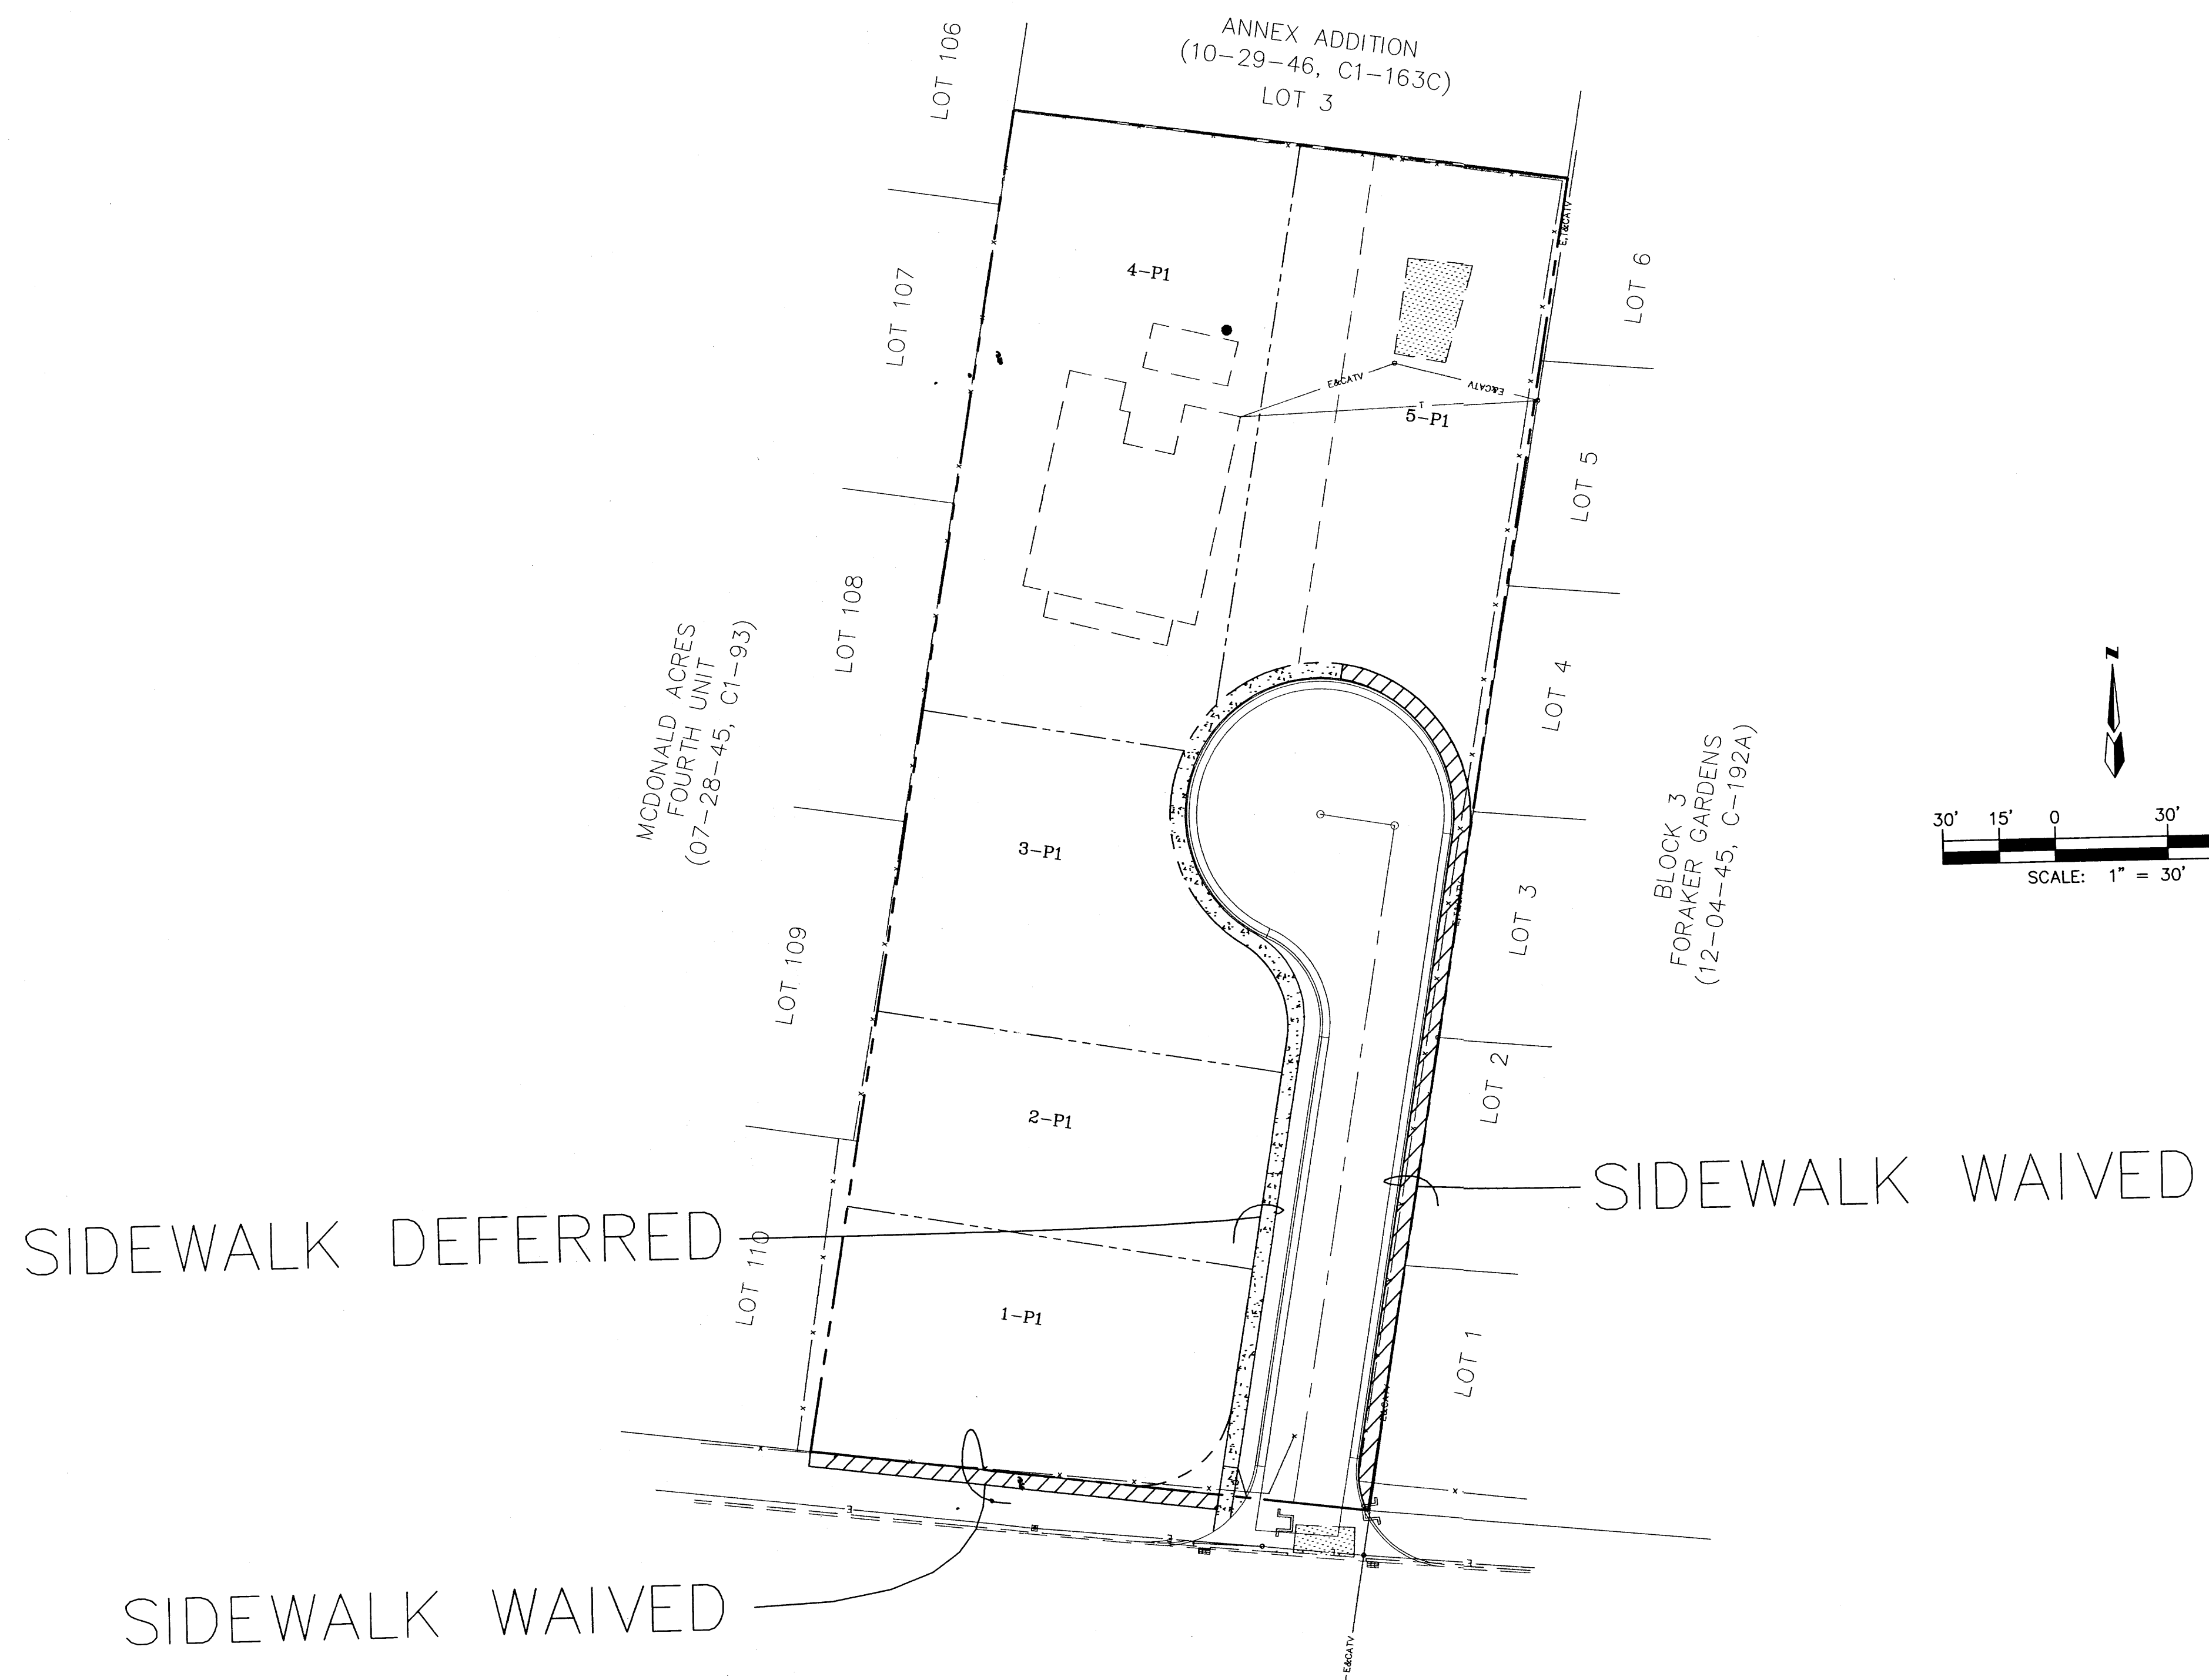 ANNEX ADDITION
(10-29-46, C1-163C)
LOT 3
LOT 106
LOT 107
LOT 108
LOT 109
LOT 110
MCDONALD ACRES
FOURTH UNIT
(07-28-45, C1-93)
4-P1
5-P1
3-P1
2-P1
1-P1
E,T&CATV
E&CATV
E&CATV
LOT 6
LOT 5
LOT 4
LOT 3
LOT 2
LOT 1
BLOCK 3
FORAKER GARDENS
(12-04-45, C-192A)
N
30' 15' 0 30'
SCALE: 1" = 30'
SIDEWALK DEFERRED
SIDEWALK WAIVED
SIDEWALK WAIVED
E&CATV
E&CATV